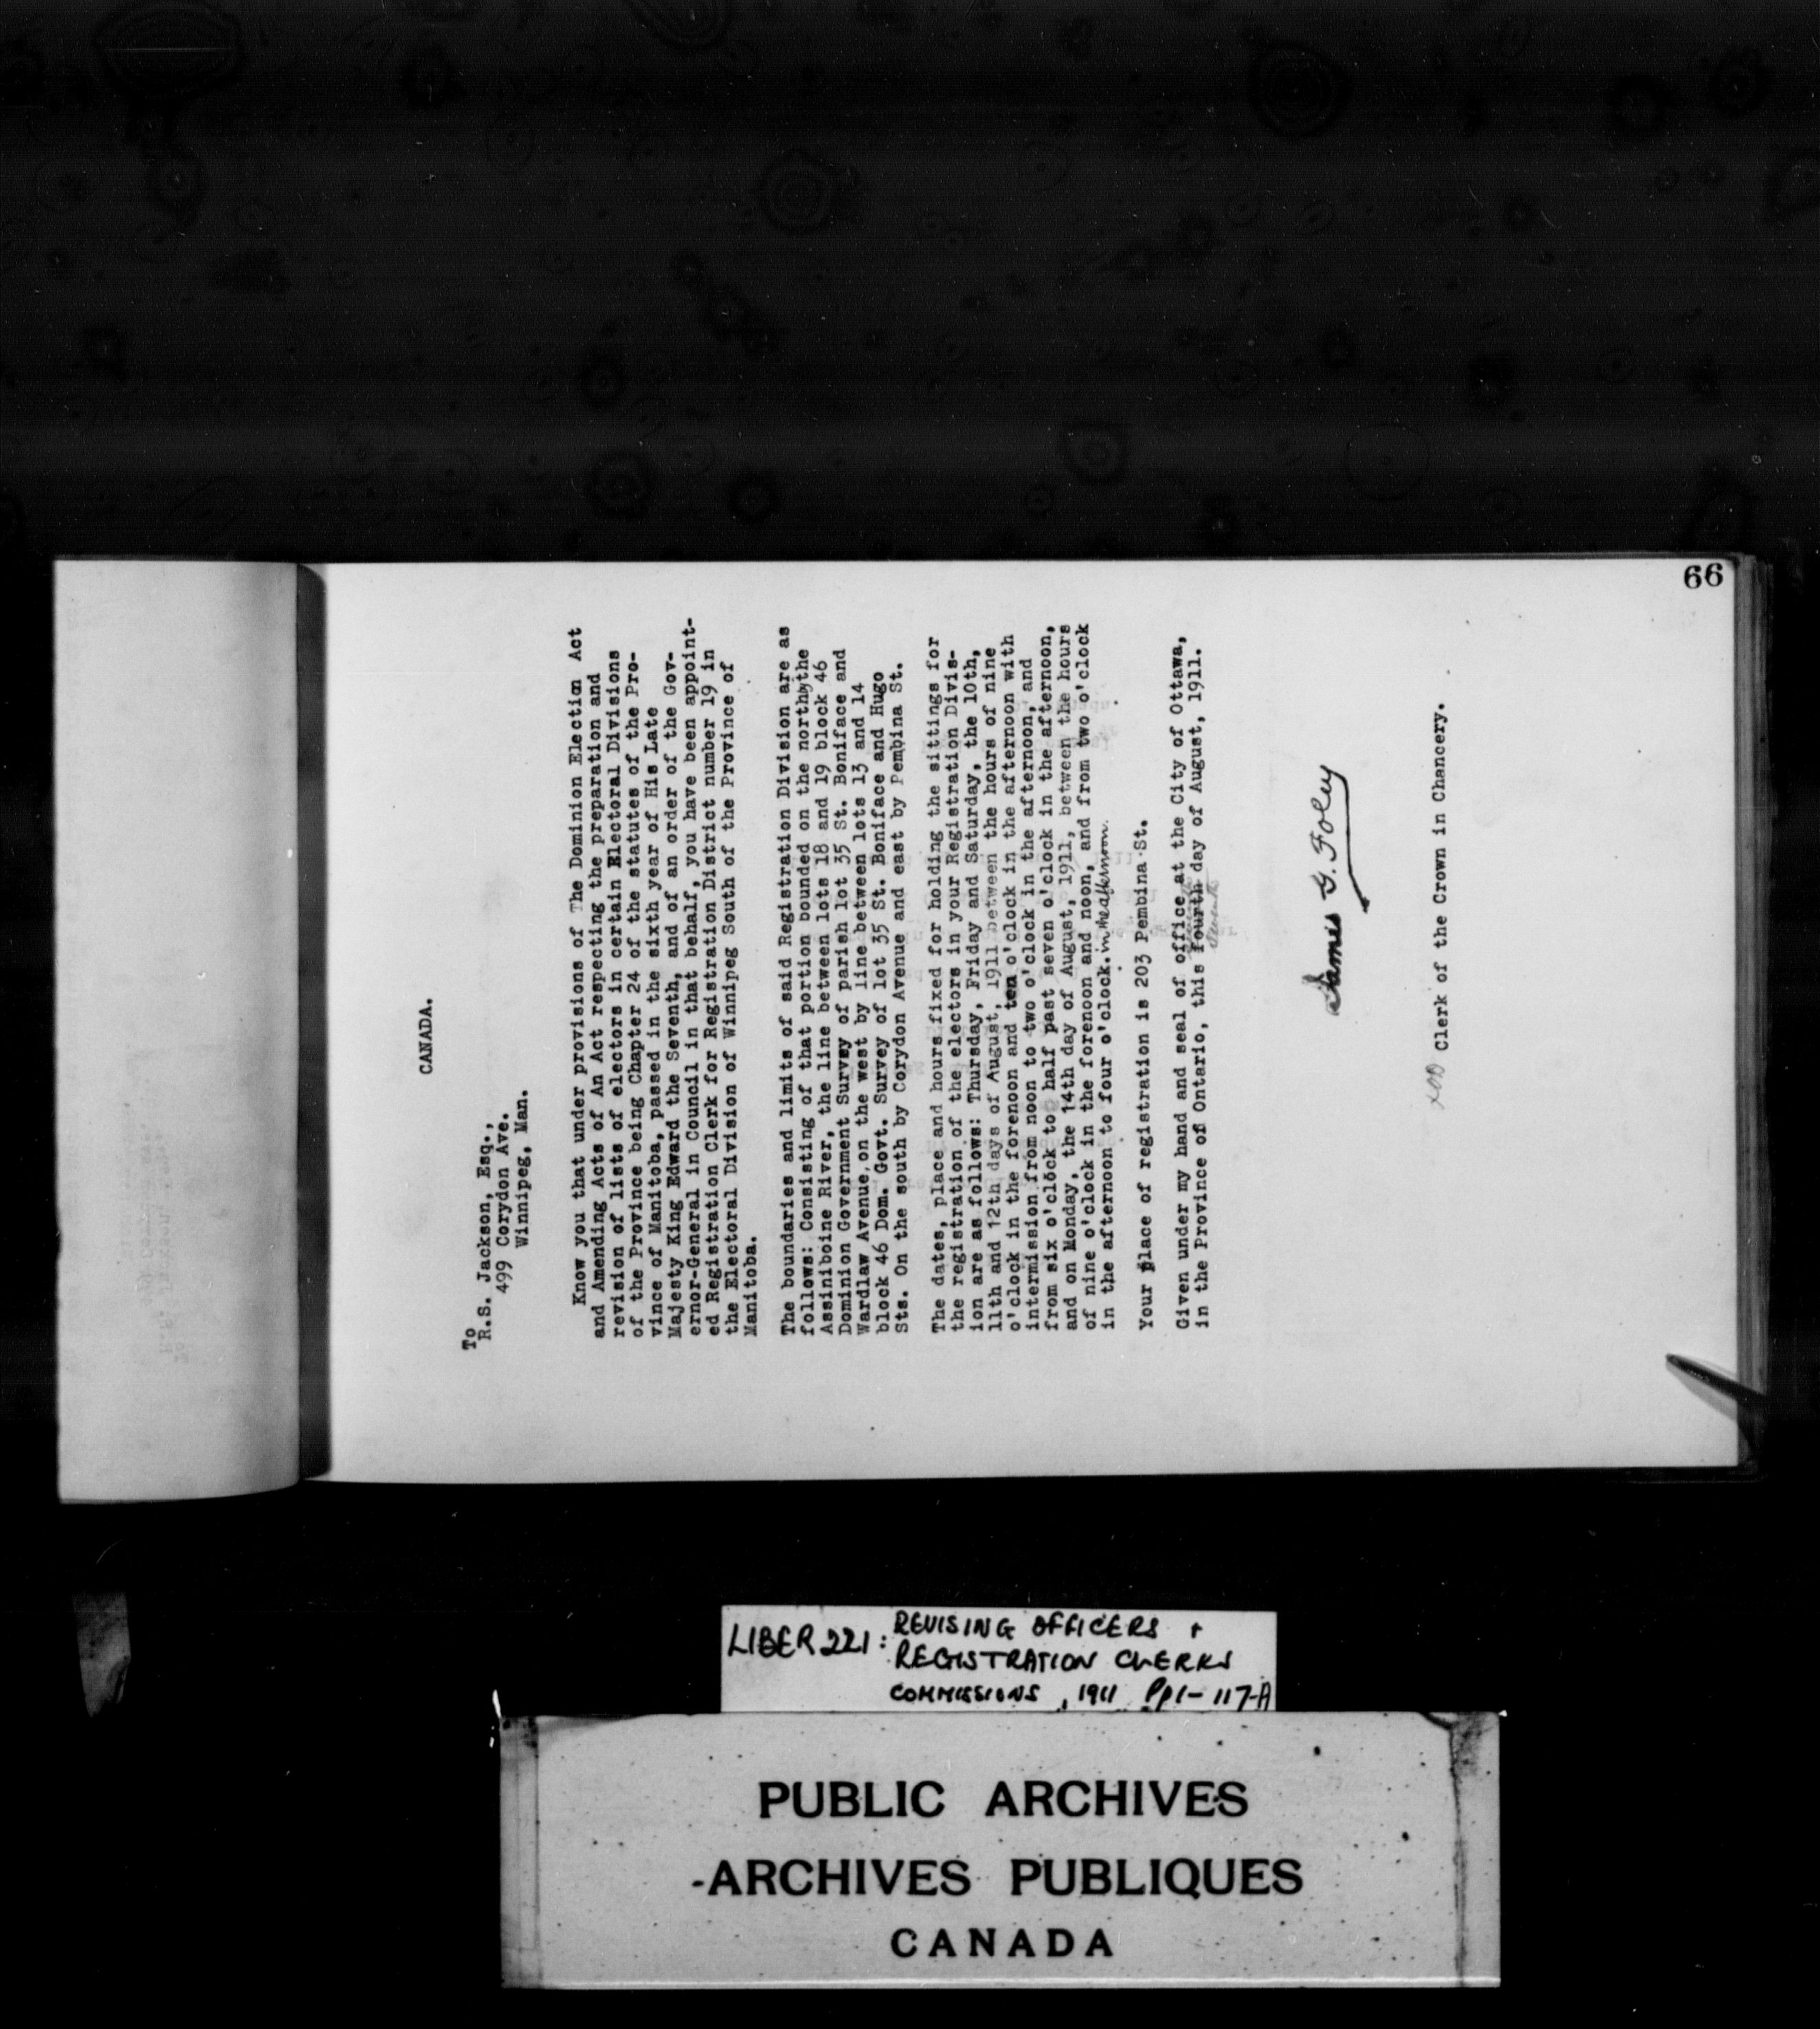 66
CANADA.
To
R.S. Jackson, Esq.,
499 Corydon Ave.
Winnipeg, Man.
Know you that under provisions of The Dominion Election Act
and Amending Acts of An Act respecting the preparation and
revision of lists of electors in certain Electoral Divisions
of the Province being Chapter 24 of the statutes of the Pro-
vince of Manitoba, passed in the sixth year of His Late
Majesty King Edward the Seventh, and of an order of the Gov-
ernor-General in Council in that behalf, you have been appoint-
ed Registration Clerk for Registration District number 19 in
the Electoral Division of Winnipeg South of the Province of
Manitoba.
The boundaries and limits of said Registration Division are as
follows: Consisting of that portion bounded on the north by the
Assiniboine River, the line between lots 18 and 19 block 46
Dominion Government Survey of parish lot 35 St. Boniface and
Wardlaw Avenue, on the west by line between lots 13 and 14
block 46 Dom. Govt. Survey of lot 35 St. Boniface and Hugo
Sts. On the south by Corydon Avenue and east by Pembina St.
The dates, place and hours fixed for holding the sittings for
the registration of the electors in your Registration Divis-
ion are as follows: Thursday, Friday and Saturday, the 10th,
11th and 12th days of August, 1911 between the hours of nine
o'clock in the forenoon and ten o'clock in the afternoon with
intermission from noon to two o'clock in the afternoon, and
from six o'clock to half past seven o'clock in the afternoon,
and on Monday, the 14th day of August, 1911, between the hours
of nine o'clock in the forenoon and noon, and from two o'clock
in the afternoon to four o'clock. in the afternoon.
Your place of registration is 203 Pembina St.
Given under my hand and seal of office at the City of Ottawa,
in the Province of Ontario, this fourth day of August, 1911.
seventh
James G. Foley
Clerk of the Crown in Chancery.
LIBER 221: REVISING OFFICERS +
REGISTRATION CLERKS
COMMISSIONS, 1911 Pp 1-117-A
PUBLIC ARCHIVES
-ARCHIVES PUBLIQUES
CANADA